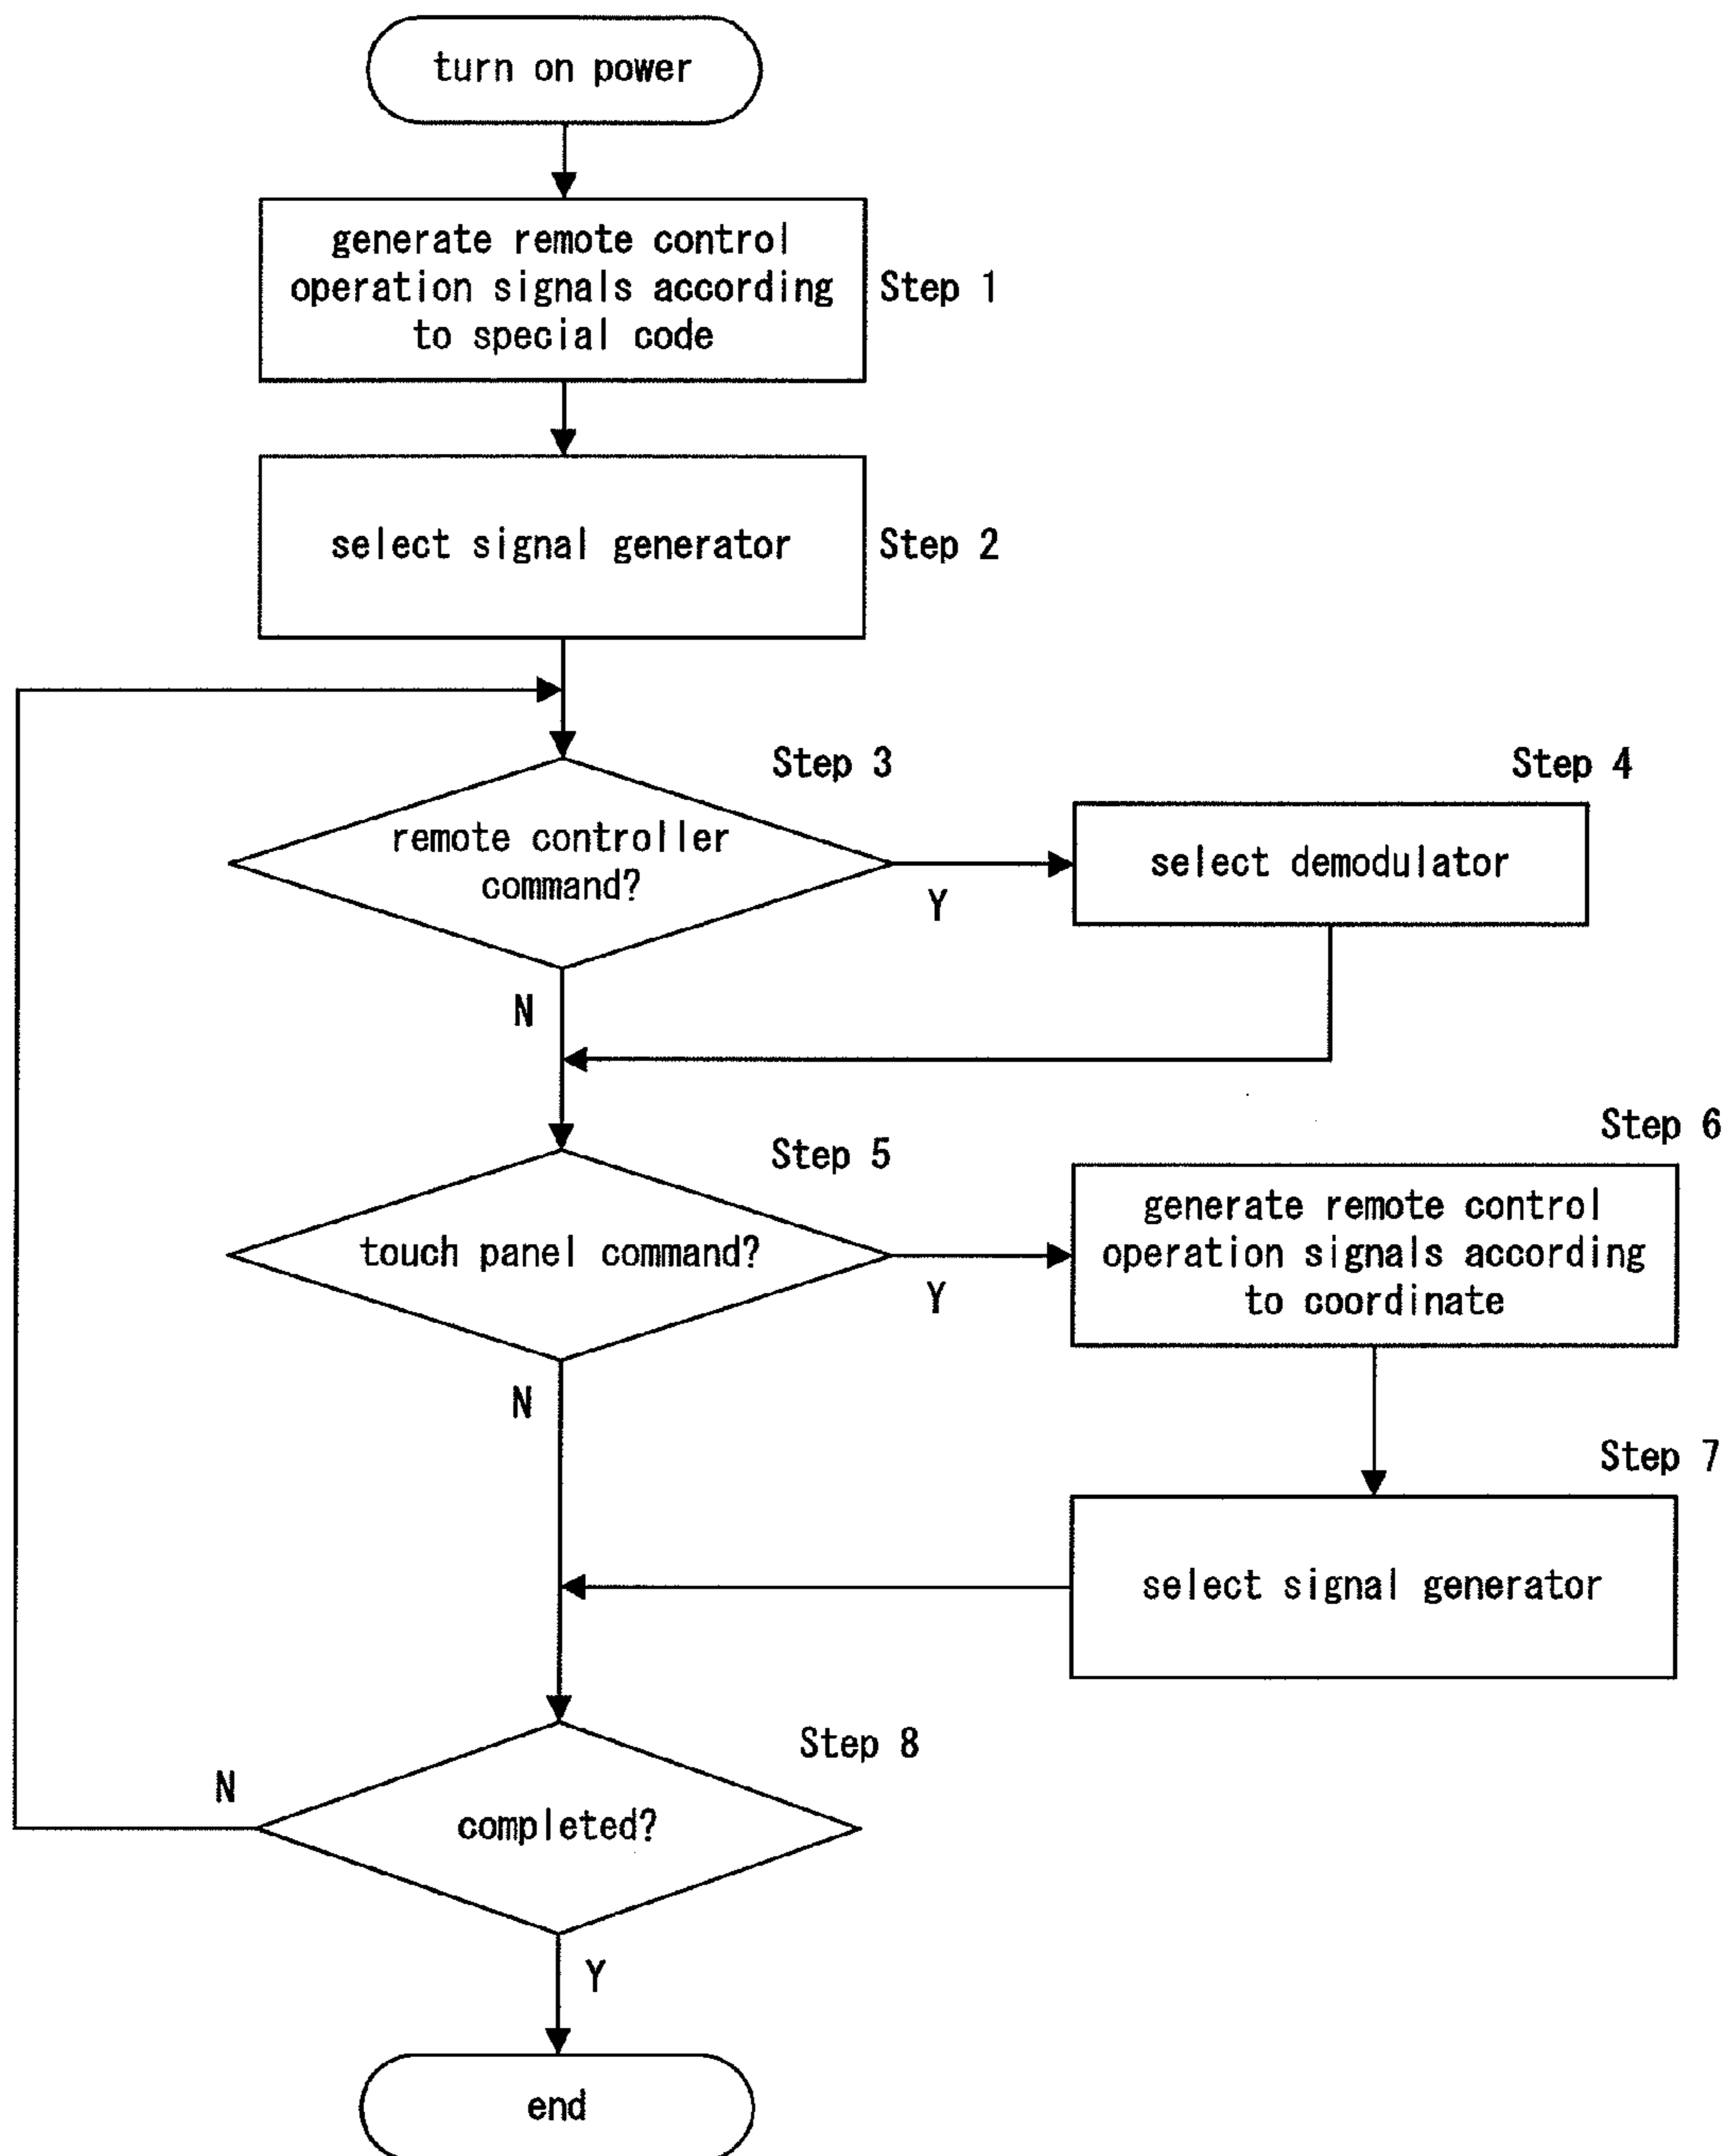 turn on power
generate remote control
operation signals according
to special code
Step 1
select signal generator
Step 2
Step 3
remote controller
command?
Y
N
Step 4
select demodulator
Step 5
touch panel command?
Y
N
Step 6
generate remote control
operation signals according
to coordinate
Step 7
select signal generator
Step 8
completed?
N
Y
end